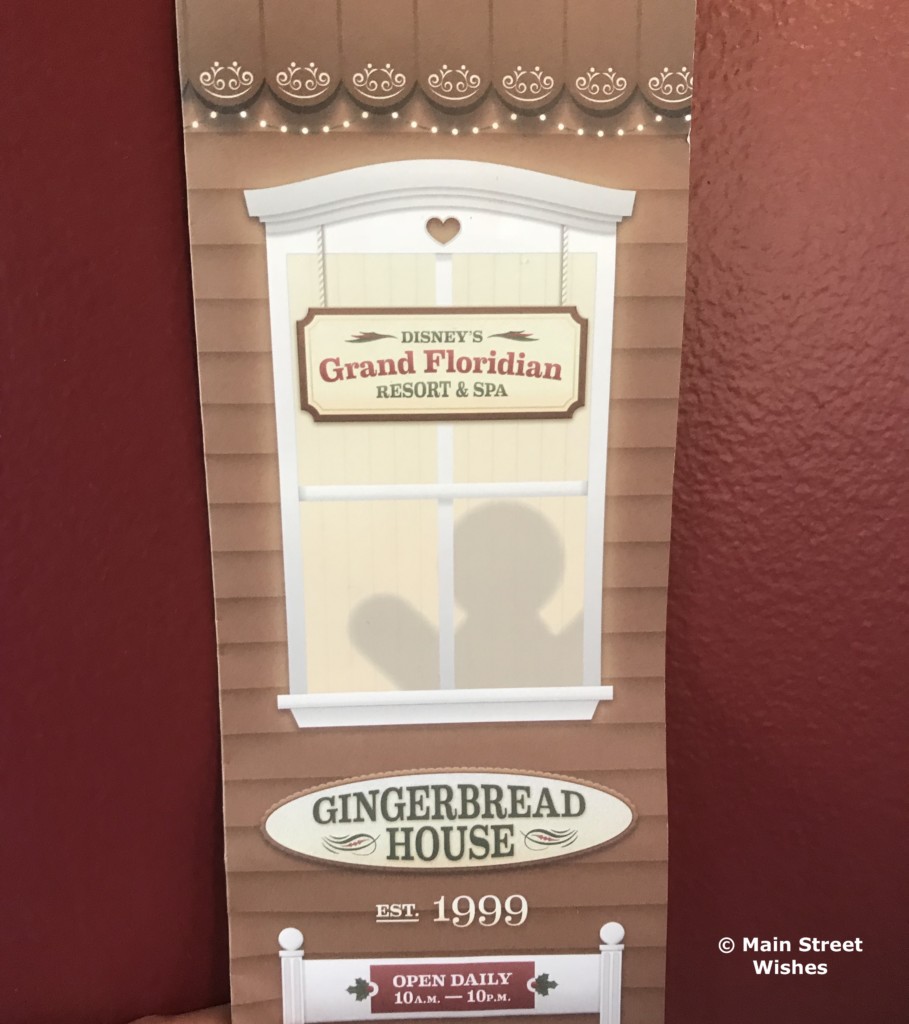 DISNEY'S
Grand Floridian
RESORT & SPA
GINGERBREAD
HOUSE
EST. 1999
OPEN DAILY
10A.M. — 10P.M.
© Main Street
Wishes